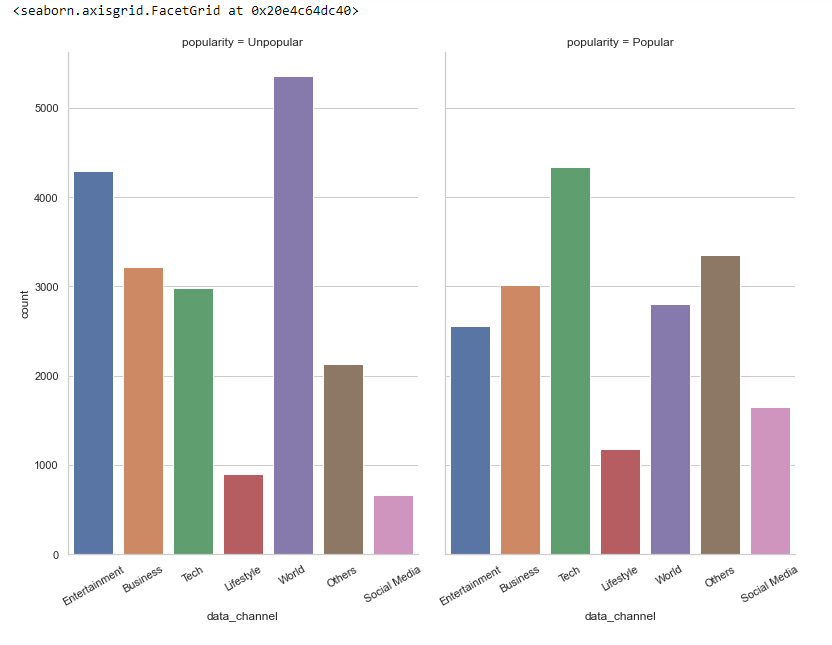 <seaborn.axisgrid.FacetGrid at 0x20e4c64dc40>
popularity = Unpopular
popularity = Popular
count
5000
4000
3000
2000
1000
0
Entertainment
Business
Tech
Lifestyle
World
Others
Social Media
Entertainment
Business
Tech
Lifestyle
World
Others
Social Media
data_channel
data_channel